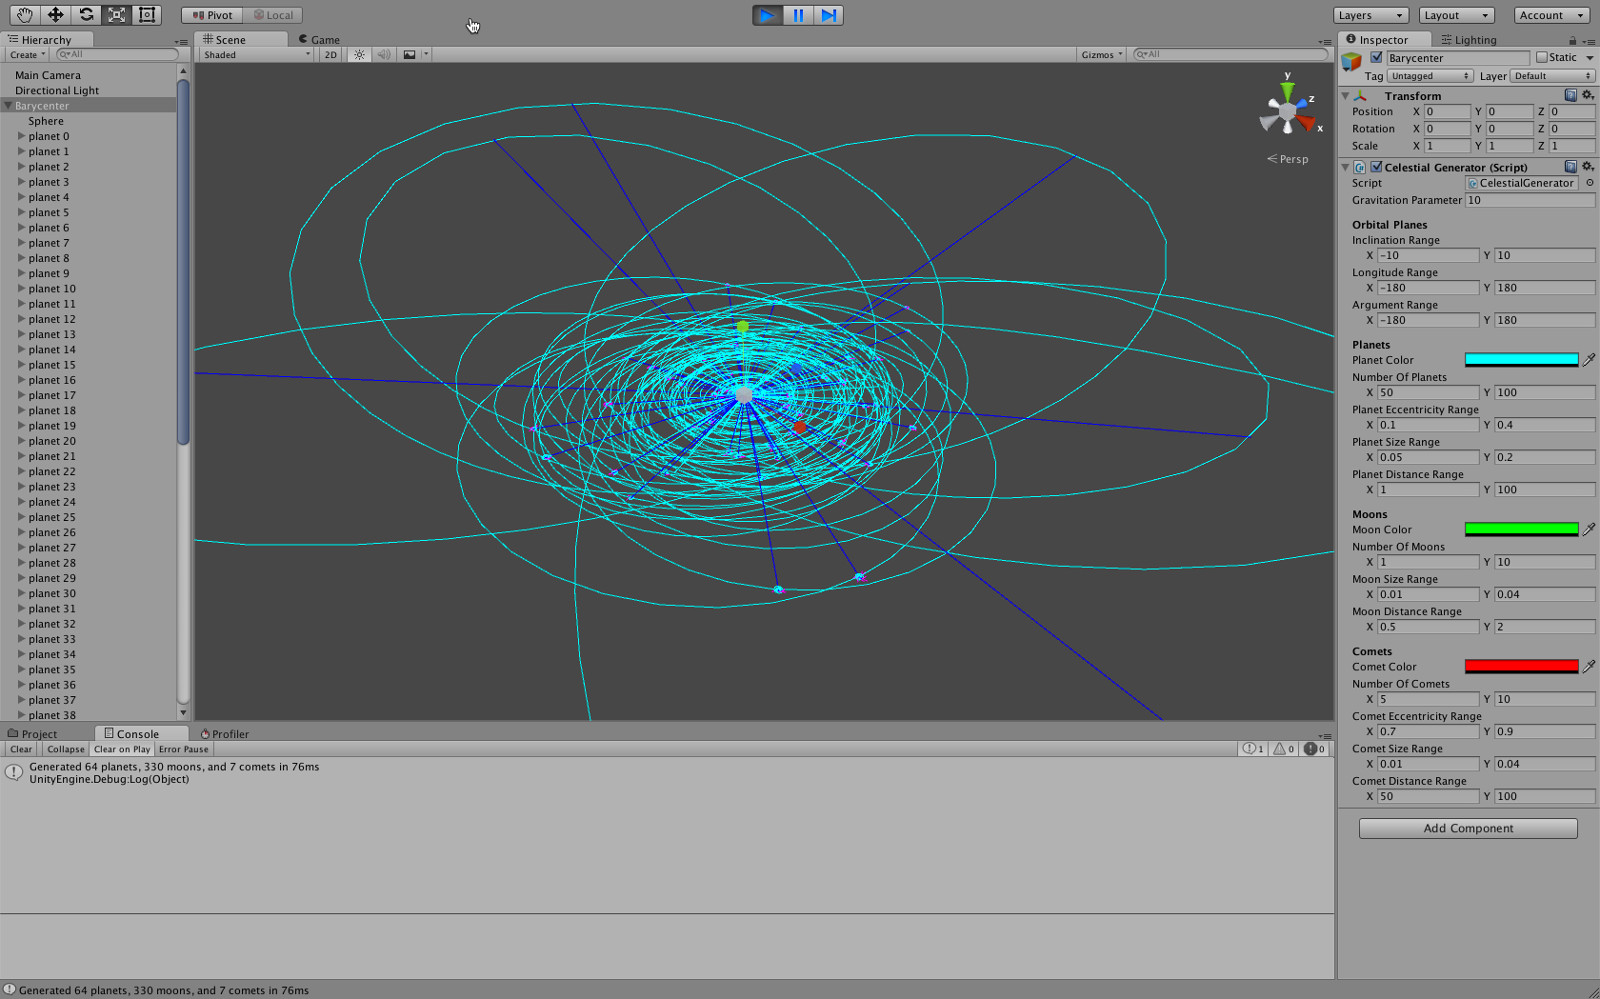 Pivot Local
Layers Layout Account
Hierarchy
Create All
Main Camera
Directional Light
Barycenter
Sphere
planet 0
planet 1
planet 2
planet 3
planet 4
planet 5
planet 6
planet 7
planet 8
planet 9
planet 10
planet 11
planet 12
planet 13
planet 14
planet 15
planet 16
planet 17
planet 18
planet 19
planet 20
planet 21
planet 22
planet 23
planet 24
planet 25
planet 26
planet 27
planet 28
planet 29
planet 30
planet 31
planet 32
planet 33
planet 34
planet 35
planet 36
planet 37
planet 38
Scene Game
Shaded 2D Gizmos All
y
z
x
Persp
Inspector Lighting
Barycenter Static
Tag Untagged Layer Default
Transform
Position X 0 Y 0 Z 0
Rotation X 0 Y 0 Z 0
Scale X 1 Y 1 Z 1
Celestial Generator (Script)
Script CelestialGenerator
Gravitation Parameter 10
Orbital Planes
Inclination Range
X -10 Y 10
Longitude Range
X -180 Y 180
Argument Range
X -180 Y 180
Planets
Planet Color
Number Of Planets
X 50 Y 100
Planet Eccentricity Range
X 0.1 Y 0.4
Planet Size Range
X 0.05 Y 0.2
Planet Distance Range
X 1 Y 100
Moons
Moon Color
Number Of Moons
X 1 Y 10
Moon Size Range
X 0.01 Y 0.04
Moon Distance Range
X 0.5 Y 2
Comets
Comet Color
Number Of Comets
X 5 Y 10
Comet Eccentricity Range
X 0.7 Y 0.9
Comet Size Range
X 0.01 Y 0.04
Comet Distance Range
X 50 Y 100
Add Component
Project Console Profiler
Clear Collapse Clear on Play Error Pause 1 0 0
Generated 64 planets, 330 moons, and 7 comets in 76ms
UnityEngine.Debug:Log(Object)
Generated 64 planets, 330 moons, and 7 comets in 76ms